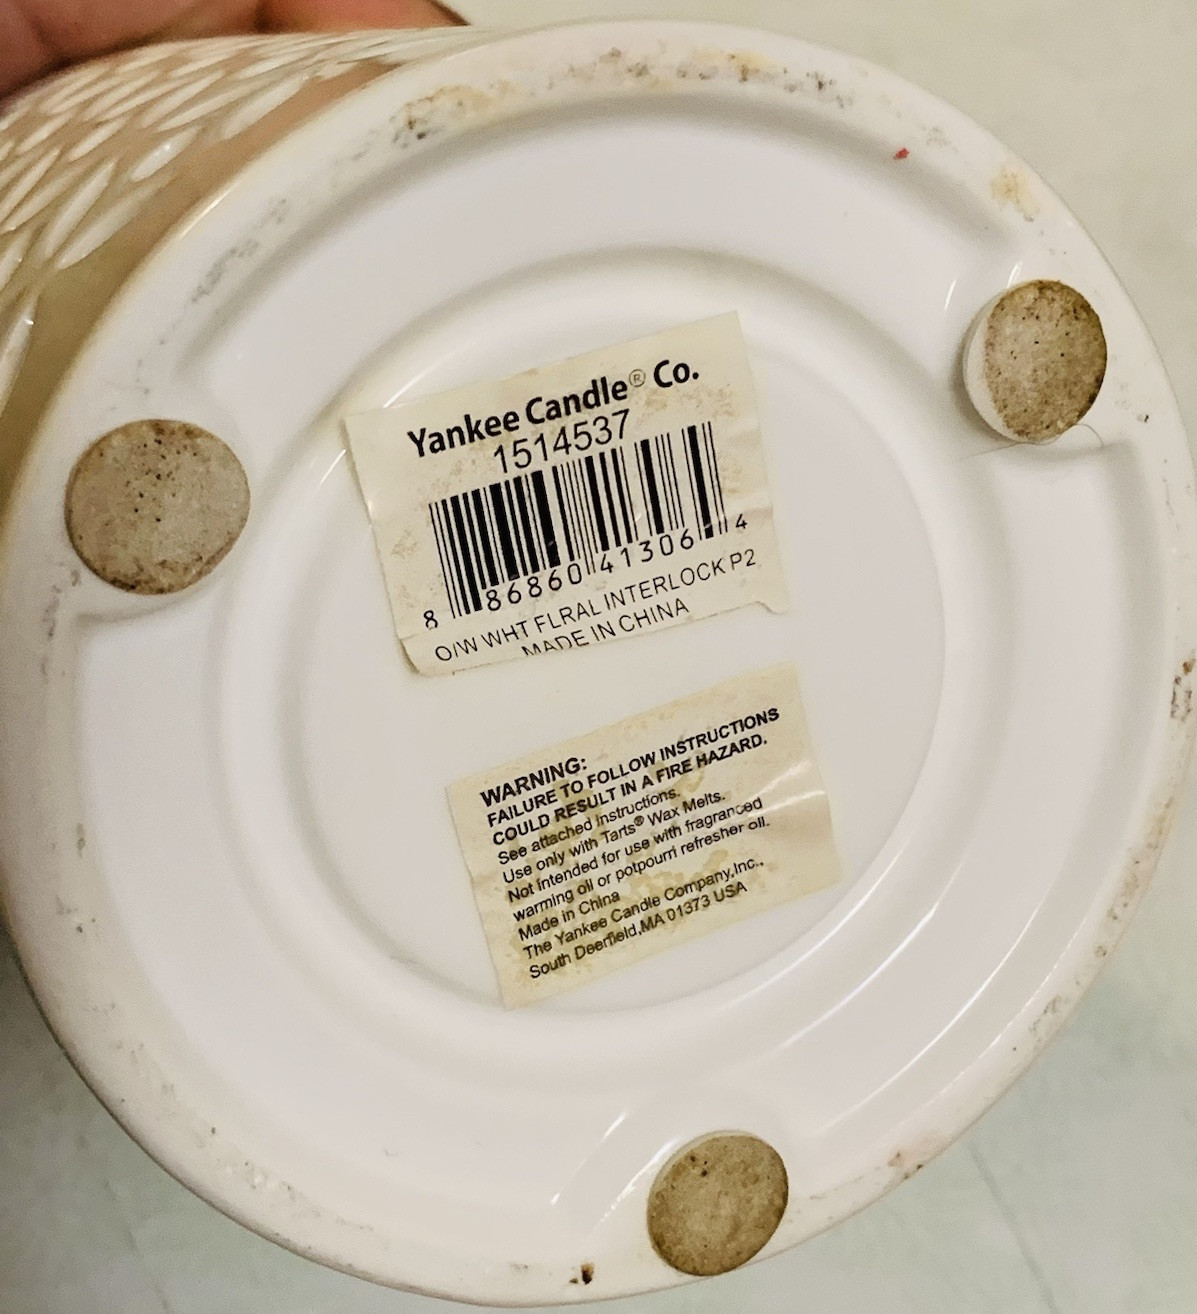 Yankee Candle® Co.
1514537
8 86860 41306 4
O/W WHT FLRAL INTERLOCK P2
MADE IN CHINA
WARNING:
FAILURE TO FOLLOW INSTRUCTIONS
COULD RESULT IN A FIRE HAZARD.
See attached instructions.
Use only with Tarts® Wax Melts.
Not intended for use with fragranced
warming oil or potpourri refresher oil.
Made in China
The Yankee Candle Company,Inc.,
South Deerfield,MA 01373 USA